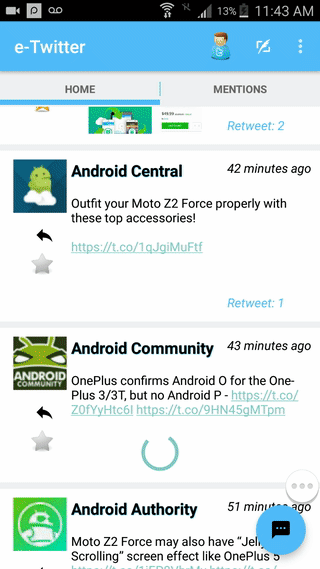 13% 11:43 AM
e-Twitter
HOME MENTIONS
Retweet: 2
Android Central 42 minutes ago
Outfit your Moto Z2 Force properly with
these top accessories!
https://t.co/1qJgiMuFtf
Retweet: 1
Android Community 43 minutes ago
ANDROID
COMMUNITY
OnePlus confirms Android O for the One-
Plus 3/3T, but no Android P - https://t.co/
Z0fYyHtc6I https://t.co/9HN45gMTpm
Android Authority 51 minutes ago
Moto Z2 Force may also have “Jelly
Scrolling” screen effect like OnePlus 5